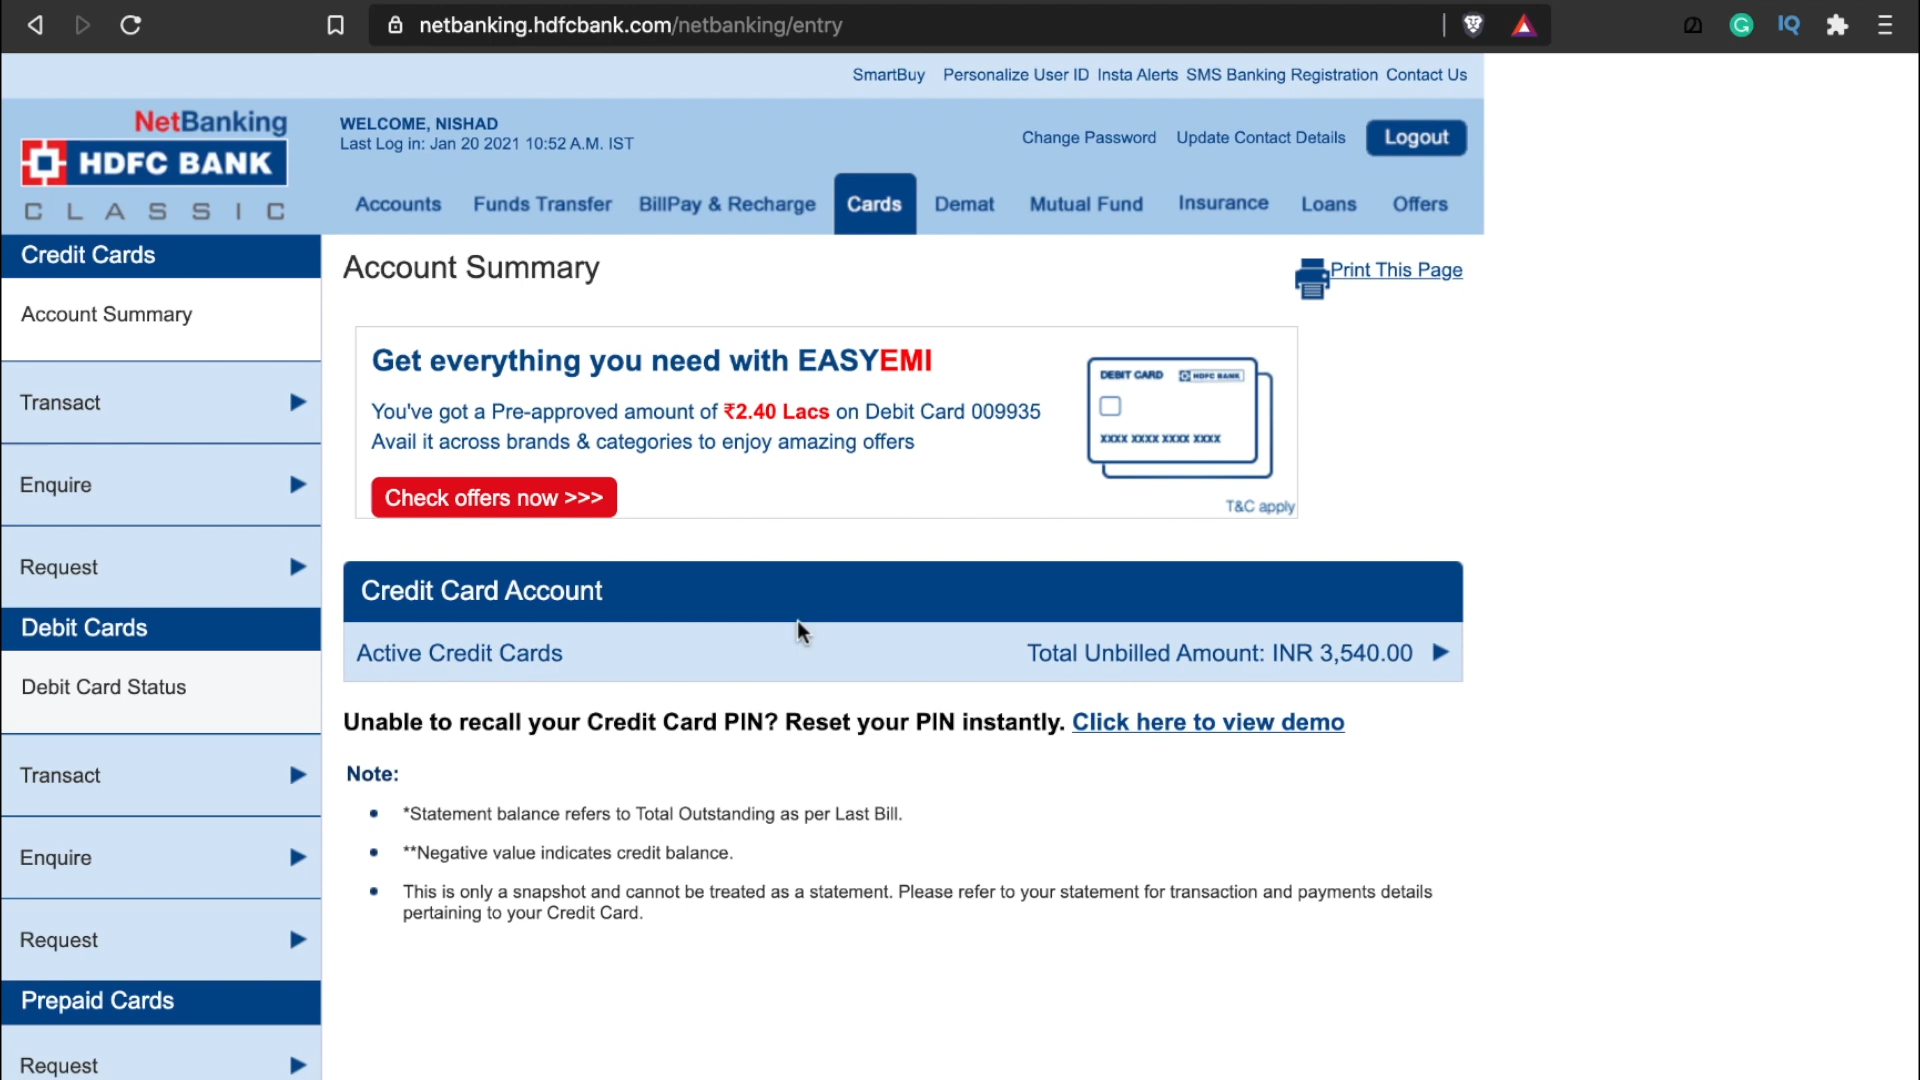 netbanking.hdfcbank.com/netbanking/entry
IQ
SmartBuy Personalize User ID Insta Alerts SMS Banking Registration Contact Us
NetBanking
HDFC BANK
CLASSIC
WELCOME, NISHAD
Last Log in: Jan 20 2021 10:52 A.M. IST
Change Password Update Contact Details Logout
Accounts Funds Transfer BillPay & Recharge Cards Demat Mutual Fund Insurance Loans Offers
Credit Cards
Account Summary
Transact
Enquire
Request
Debit Cards
Debit Card Status
Transact
Enquire
Request
Prepaid Cards
Request
Account Summary
Print This Page
Get everything you need with EASYEMI
You've got a Pre-approved amount of ₹2.40 Lacs on Debit Card 009935
Avail it across brands & categories to enjoy amazing offers
Check offers now >>>
DEBIT CARD HDFC BANK
XXXX XXXX XXXX XXXX
T&C apply
Credit Card Account
Active Credit Cards Total Unbilled Amount: INR 3,540.00
Unable to recall your Credit Card PIN? Reset your PIN instantly. Click here to view demo
Note:
*Statement balance refers to Total Outstanding as per Last Bill.
**Negative value indicates credit balance.
This is only a snapshot and cannot be treated as a statement. Please refer to your statement for transaction and payments details
pertaining to your Credit Card.